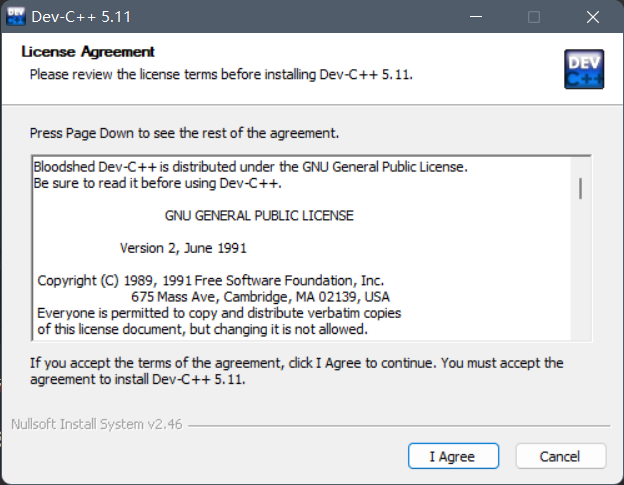 Dev-C++ 5.11
License Agreement
Please review the license terms before installing Dev-C++ 5.11.
DEV
C++
Press Page Down to see the rest of the agreement.
Bloodshed Dev-C++ is distributed under the GNU General Public License.
Be sure to read it before using Dev-C++.
GNU GENERAL PUBLIC LICENSE
Version 2, June 1991
Copyright (C) 1989, 1991 Free Software Foundation, Inc.
675 Mass Ave, Cambridge, MA 02139, USA
Everyone is permitted to copy and distribute verbatim copies
of this license document, but changing it is not allowed.
If you accept the terms of the agreement, click I Agree to continue. You must accept the
agreement to install Dev-C++ 5.11.
Nullsoft Install System v2.46
I Agree
Cancel